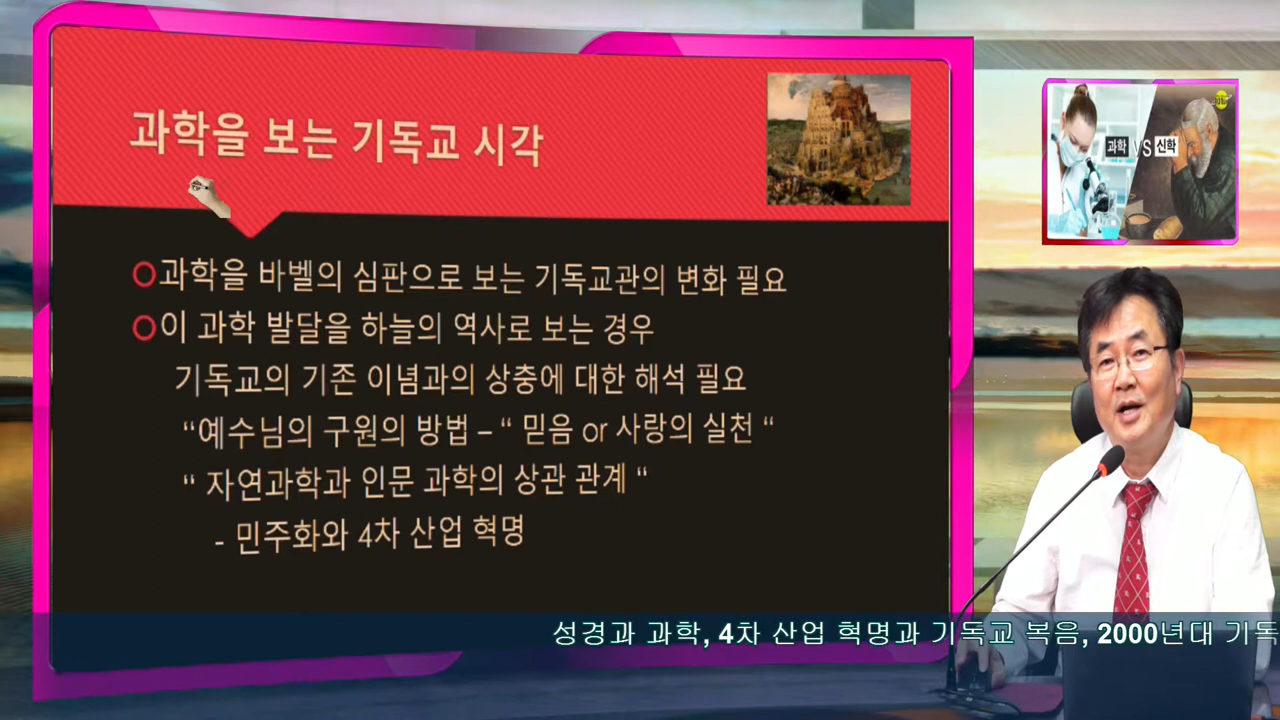 과학을 보는 기독교 시각
과학을 바벨의 심판으로 보는 기독교관의 변화 필요
이 과학 발달을 하늘의 역사로 보는 경우
기독교의 기존 이념과의 상충에 대한 해석 필요
“예수님의 구원의 방법 – “ 믿음 or 사랑의 실천 “
“ 자연과학과 인문 과학의 상관 관계 “
- 민주화와 4차 산업 혁명
과학 VS 신학
성경과 과학, 4차 산업 혁명과 기독교 복음, 2000년대 기독